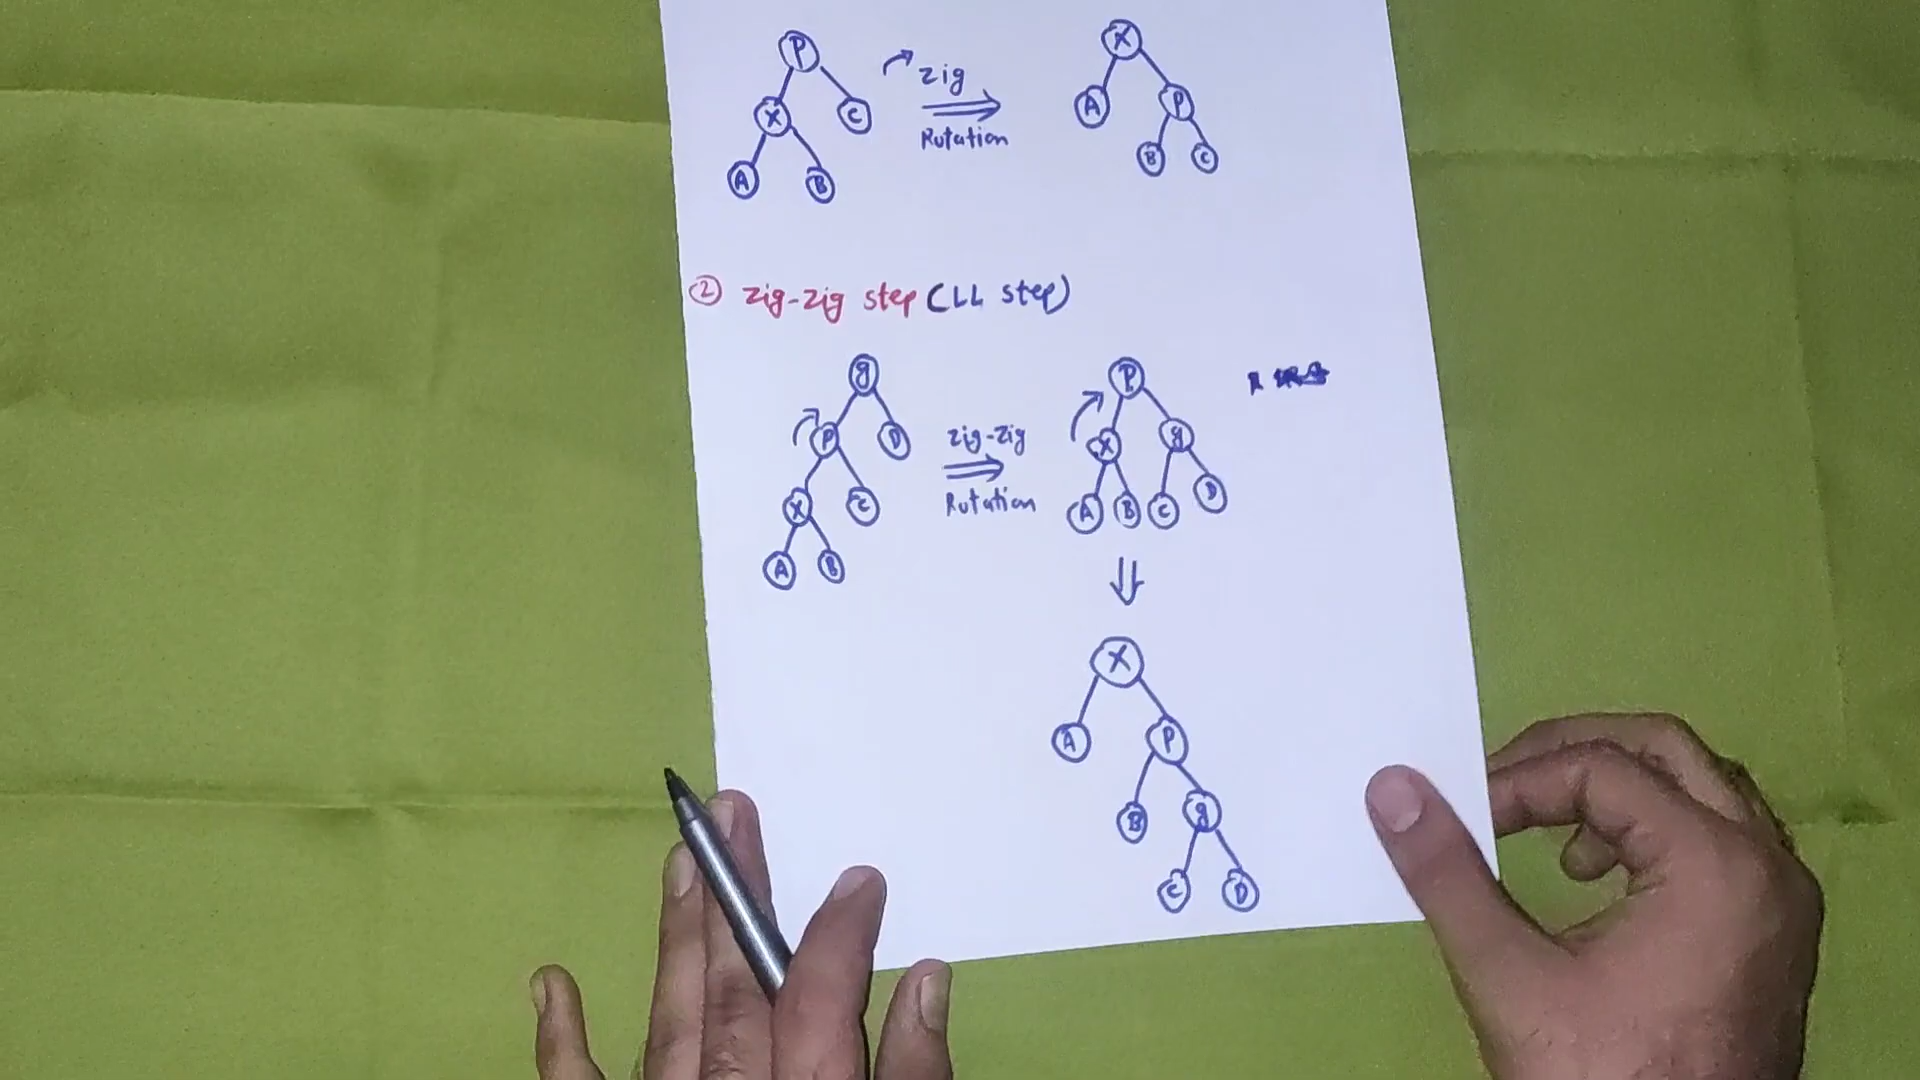 P
X
C
A
B
zig
Rotation
X
A
P
B
C
② zig-zig step (LL step)
g
P
D
X
C
A
B
zig-zig
Rotation
P
X
g
A
B
C
D
X
A
P
B
g
C
D